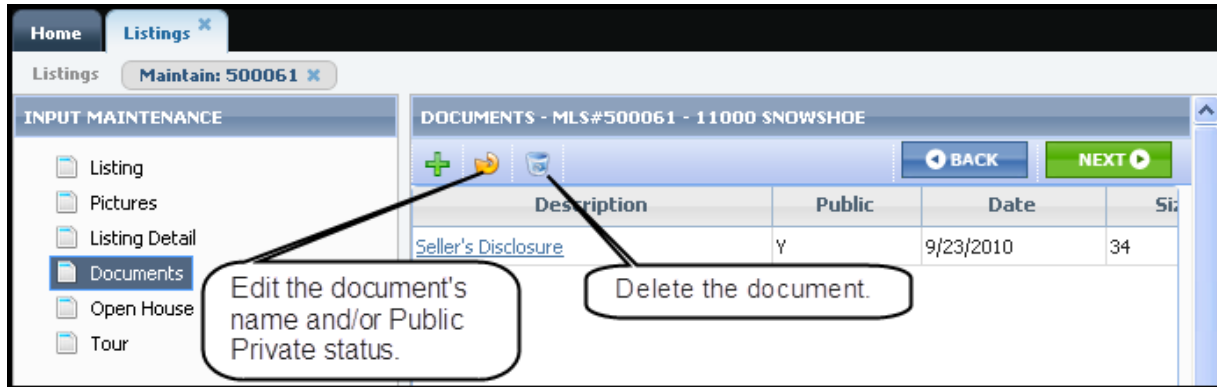 Home
Listings
Listings
Maintain: 500061
INPUT MAINTENANCE
Listing
Pictures
Listing Detail
Documents
Open House
Tour
DOCUMENTS - MLS#500061 - 11000 SNOWSHOE
BACK
NEXT
Description Public Date Siz
Seller's Disclosure Y 9/23/2010 34
Edit the document's
name and/or Public
Private status.
Delete the document.